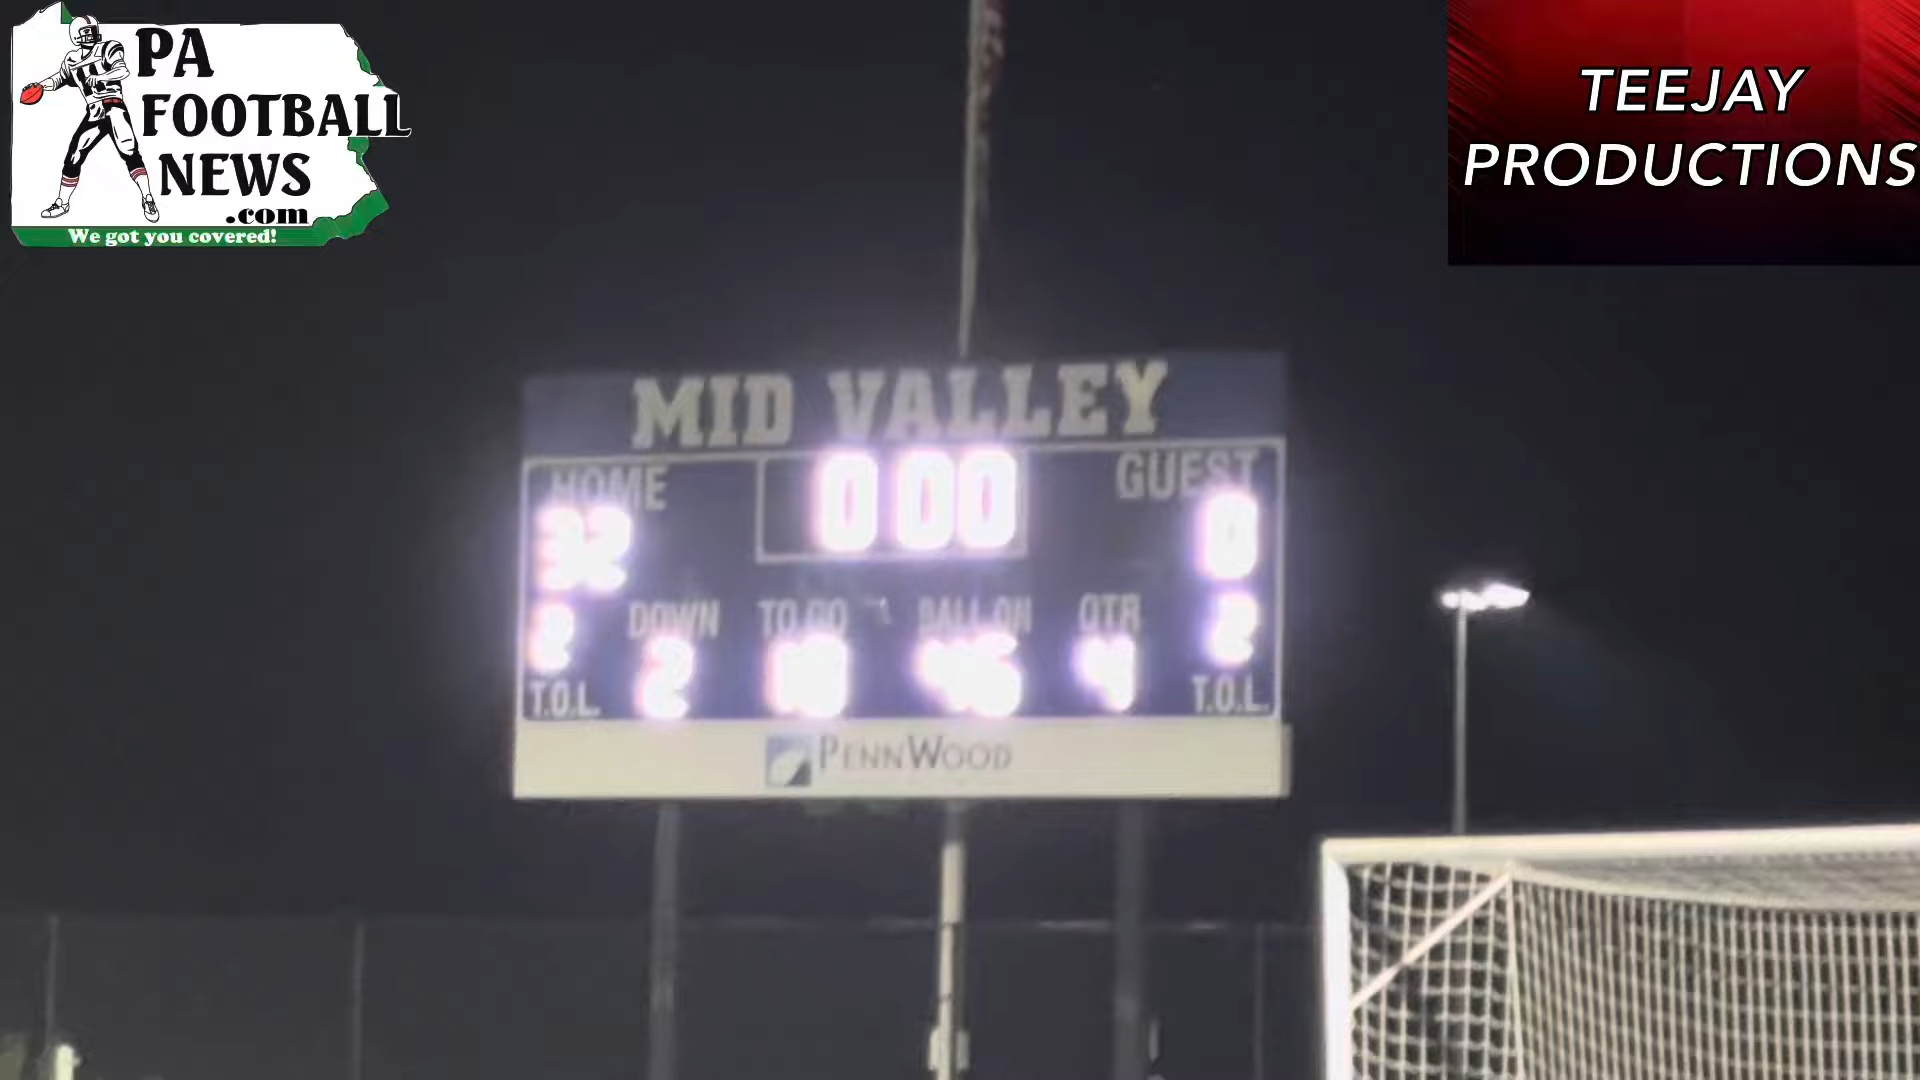 PA
FOOTBALL
NEWS
.com
We got you covered!
TEEJAY
PRODUCTIONS
MID VALLEY
HOME
0 00
GUEST
32
0
2
DOWN
TO GO
BALL ON
QTR
2
T.O.L.
2
10
4
T.O.L.
PENNWOOD